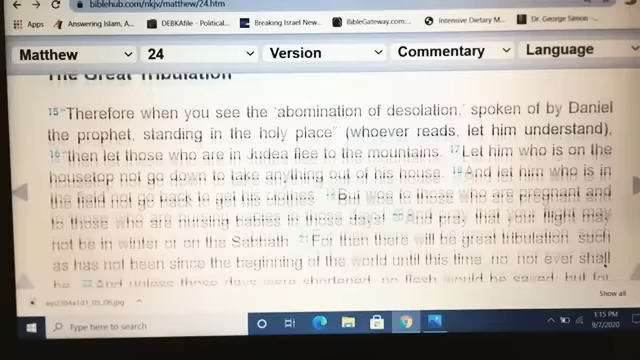 biblehub.com/nkjv/matthew/24.htm
Apps Answering Islam, A... DEBKAfile - Political... Breaking Israel New... BibleGateway.com:... Intensive Dietary M... Dr. George Simon -...
Matthew 24 Version Commentary Language
The Great Tribulation
15 "Therefore when you see the 'abomination of desolation,' spoken of by Daniel
the prophet, standing in the holy place" (whoever reads, let him understand),
16 "then let those who are in Judea flee to the mountains. 17 Let him who is on the
housetop not go down to take anything out of his house. 18 And let him who is in
the field not go back to get his clothes. 19 But woe to those who are pregnant and
to those who are nursing babies in those days! 20 And pray that your flight may
not be in winter or on the Sabbath. 21 For then there will be great tribulation, such
as has not been since the beginning of the world until this time, no, nor ever shall
be. 22 And unless those days were shortened, no flesh would be saved; but for
Show all
Type here to search
1:15 PM
9/7/2020